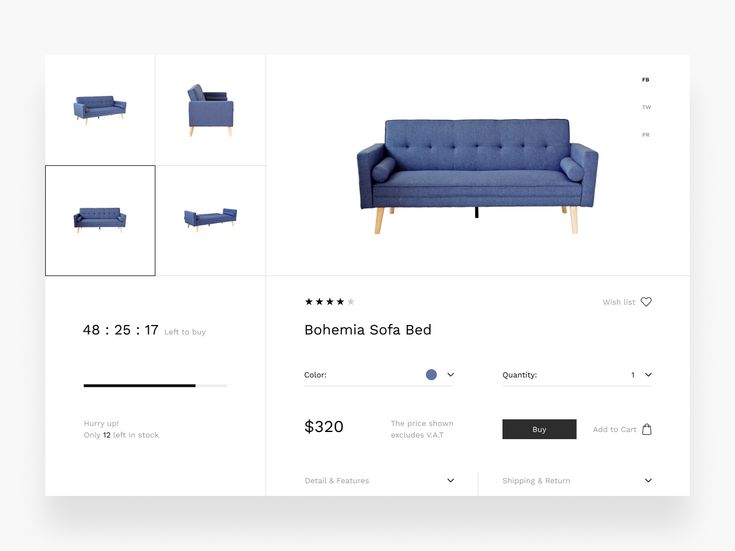 FB
TW
PR
★★★★★
Wish list
48 : 25 : 17 Left to buy
Bohemia Sofa Bed
Color:
Quantity: 1
Hurry up!
Only 12 left in stock
$320
The price shown
excludes V.A.T
Buy
Add to Cart
Detail & Features
Shipping & Return